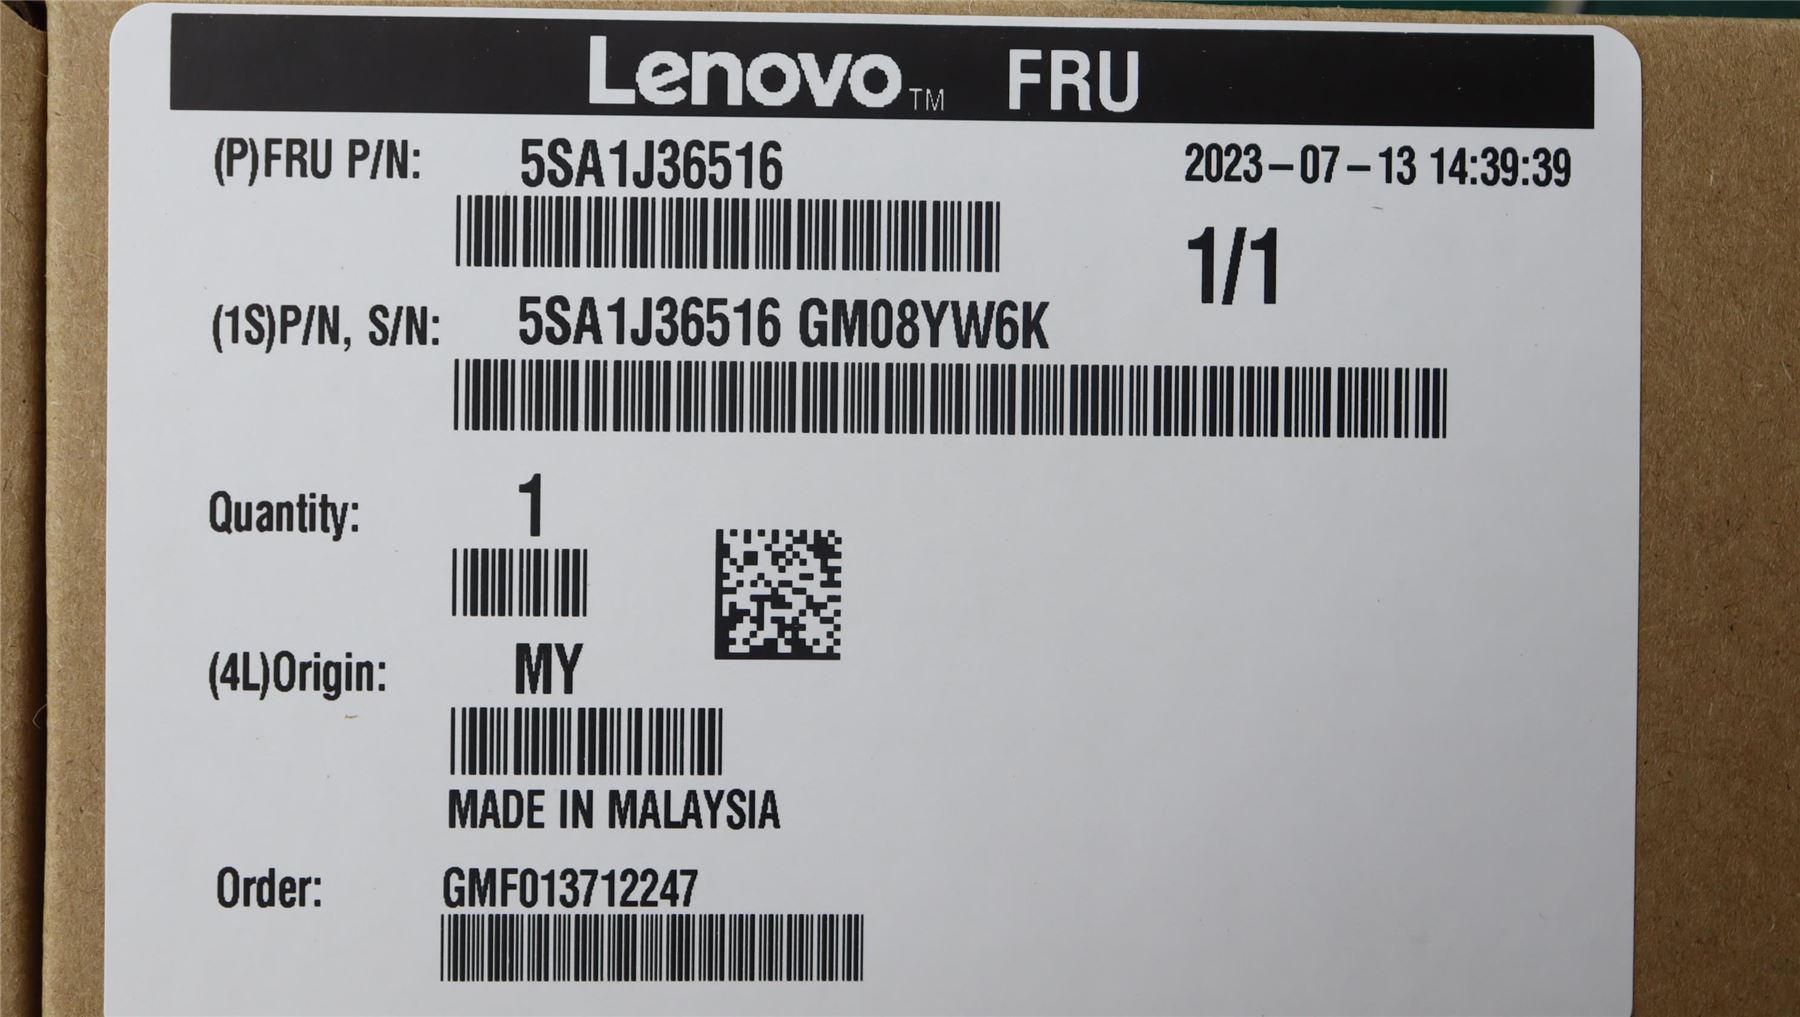 Lenovo™ FRU
(P)FRU P/N: 5SA1J36516 2023-07-13 14:39:39
1/1
(1S)P/N, S/N: 5SA1J36516 GM08YW6K
Quantity: 1
(4L)Origin: MY
MADE IN MALAYSIA
Order: GMF013712247